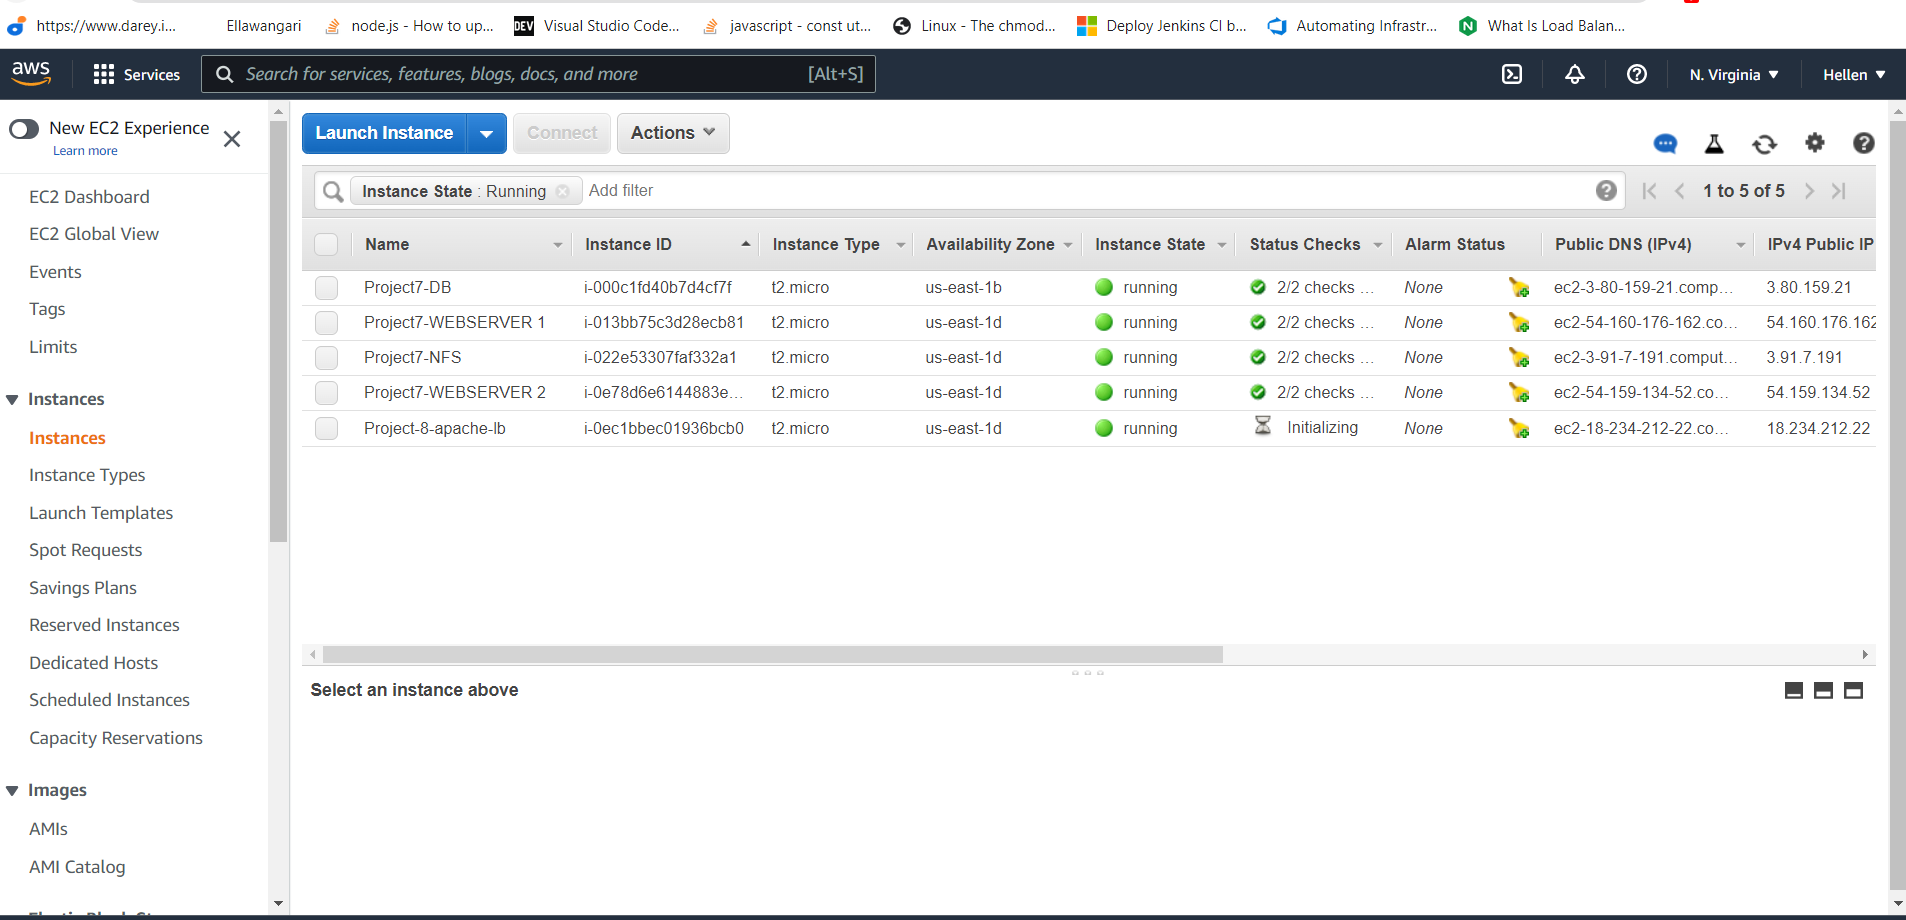 https://www.darey.i... Ellawangari node.js - How to up... DEV Visual Studio Code... javascript - const ut... Linux - The chmod... Deploy Jenkins CI b... Automating Infrastr... N What Is Load Balan...
aws Services Search for services, features, blogs, docs, and more [Alt+S] N. Virginia Hellen
New EC2 Experience
Learn more
EC2 Dashboard
EC2 Global View
Events
Tags
Limits
Instances
Instances
Instance Types
Launch Templates
Spot Requests
Savings Plans
Reserved Instances
Dedicated Hosts
Scheduled Instances
Capacity Reservations
Images
AMIs
AMI Catalog
Launch Instance Connect Actions
Instance State : Running Add filter 1 to 5 of 5
Name Instance ID Instance Type Availability Zone Instance State Status Checks Alarm Status Public DNS (IPv4) IPv4 Public IP
Project7-DB i-000c1fd40b7d4cf7f t2.micro us-east-1b running 2/2 checks ... None ec2-3-80-159-21.comp... 3.80.159.21
Project7-WEBSERVER 1 i-013bb75c3d28ecb81 t2.micro us-east-1d running 2/2 checks ... None ec2-54-160-176-162.co... 54.160.176.162
Project7-NFS i-022e53307faf332a1 t2.micro us-east-1d running 2/2 checks ... None ec2-3-91-7-191.comput... 3.91.7.191
Project7-WEBSERVER 2 i-0e78d6e6144883e... t2.micro us-east-1d running 2/2 checks ... None ec2-54-159-134-52.co... 54.159.134.52
Project-8-apache-lb i-0ec1bbec01936bcb0 t2.micro us-east-1d running Initializing None ec2-18-234-212-22.co... 18.234.212.22
Select an instance above